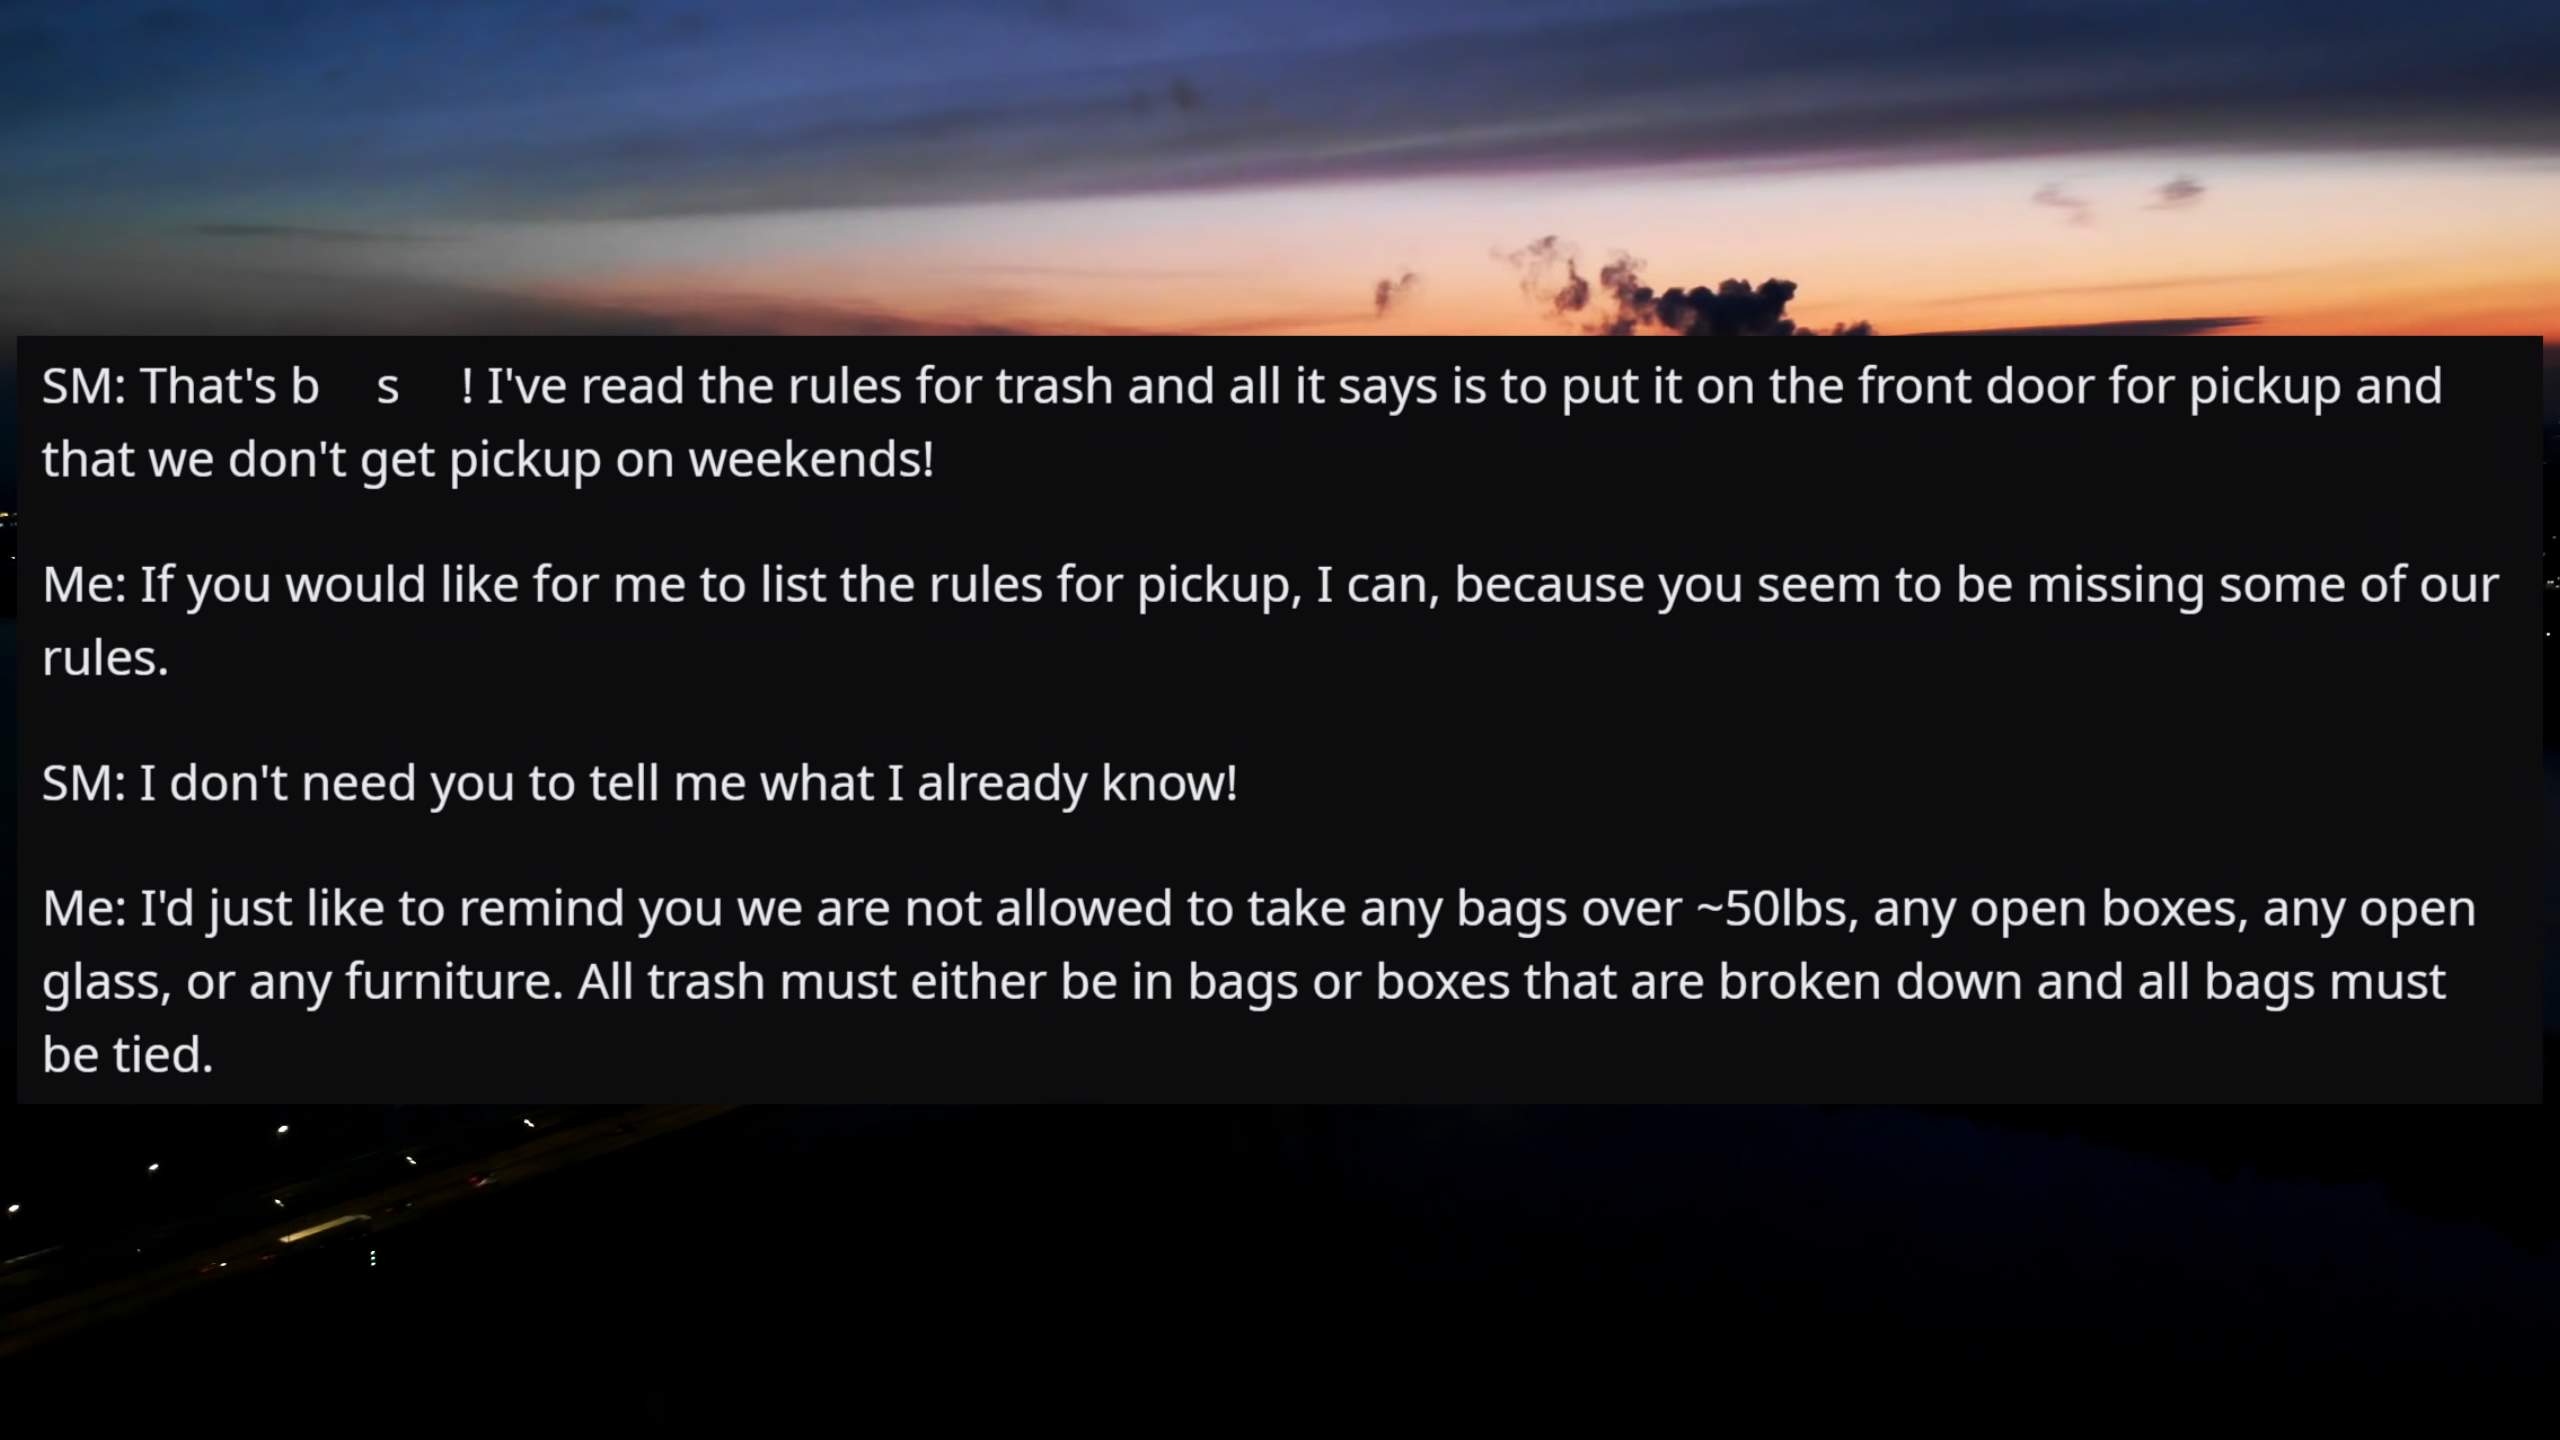 SM: That's b s ! I've read the rules for trash and all it says is to put it on the front door for pickup and
that we don't get pickup on weekends!
Me: If you would like for me to list the rules for pickup, I can, because you seem to be missing some of our
rules.
SM: I don't need you to tell me what I already know!
Me: I'd just like to remind you we are not allowed to take any bags over ~50lbs, any open boxes, any open
glass, or any furniture. All trash must either be in bags or boxes that are broken down and all bags must
be tied.